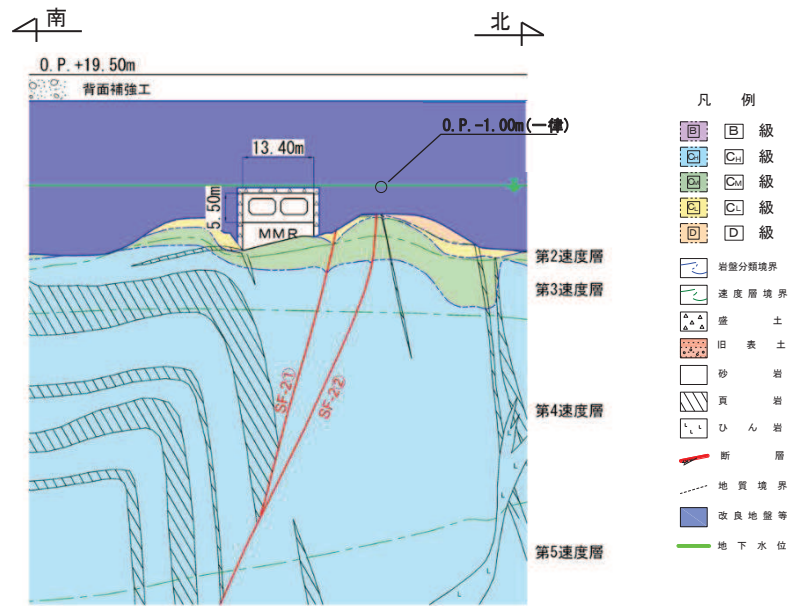 南
北
O.P.+19.50m
背面補強工
O.P.-1.00m(一律)
13.40m
5.50m
MMR
第2速度層
第3速度層
第4速度層
第5速度層
SF-2①
SF-2②
凡 例
B B 級
CH CH 級
CM CM 級
CL CL 級
D D 級
岩盤分類境界
速度層境界
盛 土
旧 表 土
砂 岩
頁 岩
ひ ん 岩
断 層
地 質 境 界
改 良 地 盤 等
地 下 水 位